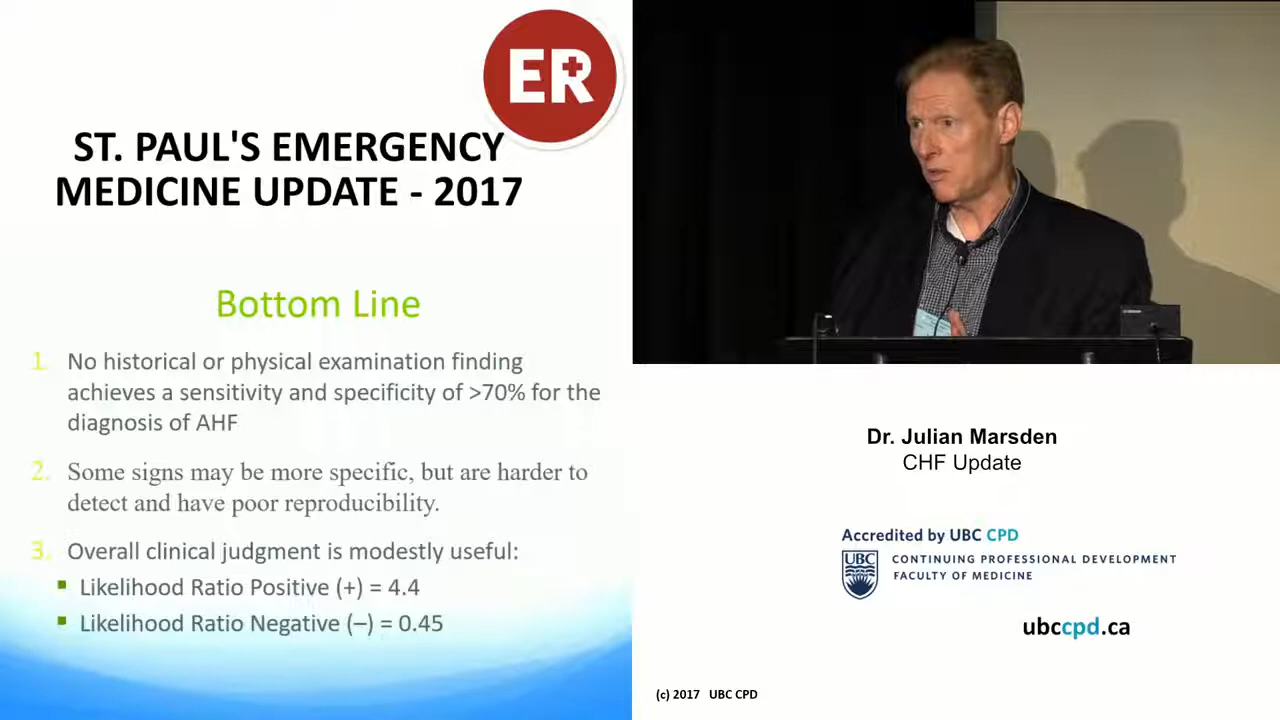 ER
ST. PAUL'S EMERGENCY
MEDICINE UPDATE - 2017
Bottom Line
1. No historical or physical examination finding
achieves a sensitivity and specificity of >70% for the
diagnosis of AHF
2. Some signs may be more specific, but are harder to
detect and have poor reproducibility.
3. Overall clinical judgment is modestly useful:
▪ Likelihood Ratio Positive (+) = 4.4
▪ Likelihood Ratio Negative (–) = 0.45
Dr. Julian Marsden
CHF Update
Accredited by UBC CPD
UBC
CONTINUING PROFESSIONAL DEVELOPMENT
FACULTY OF MEDICINE
ubccpd.ca
(c) 2017 UBC CPD